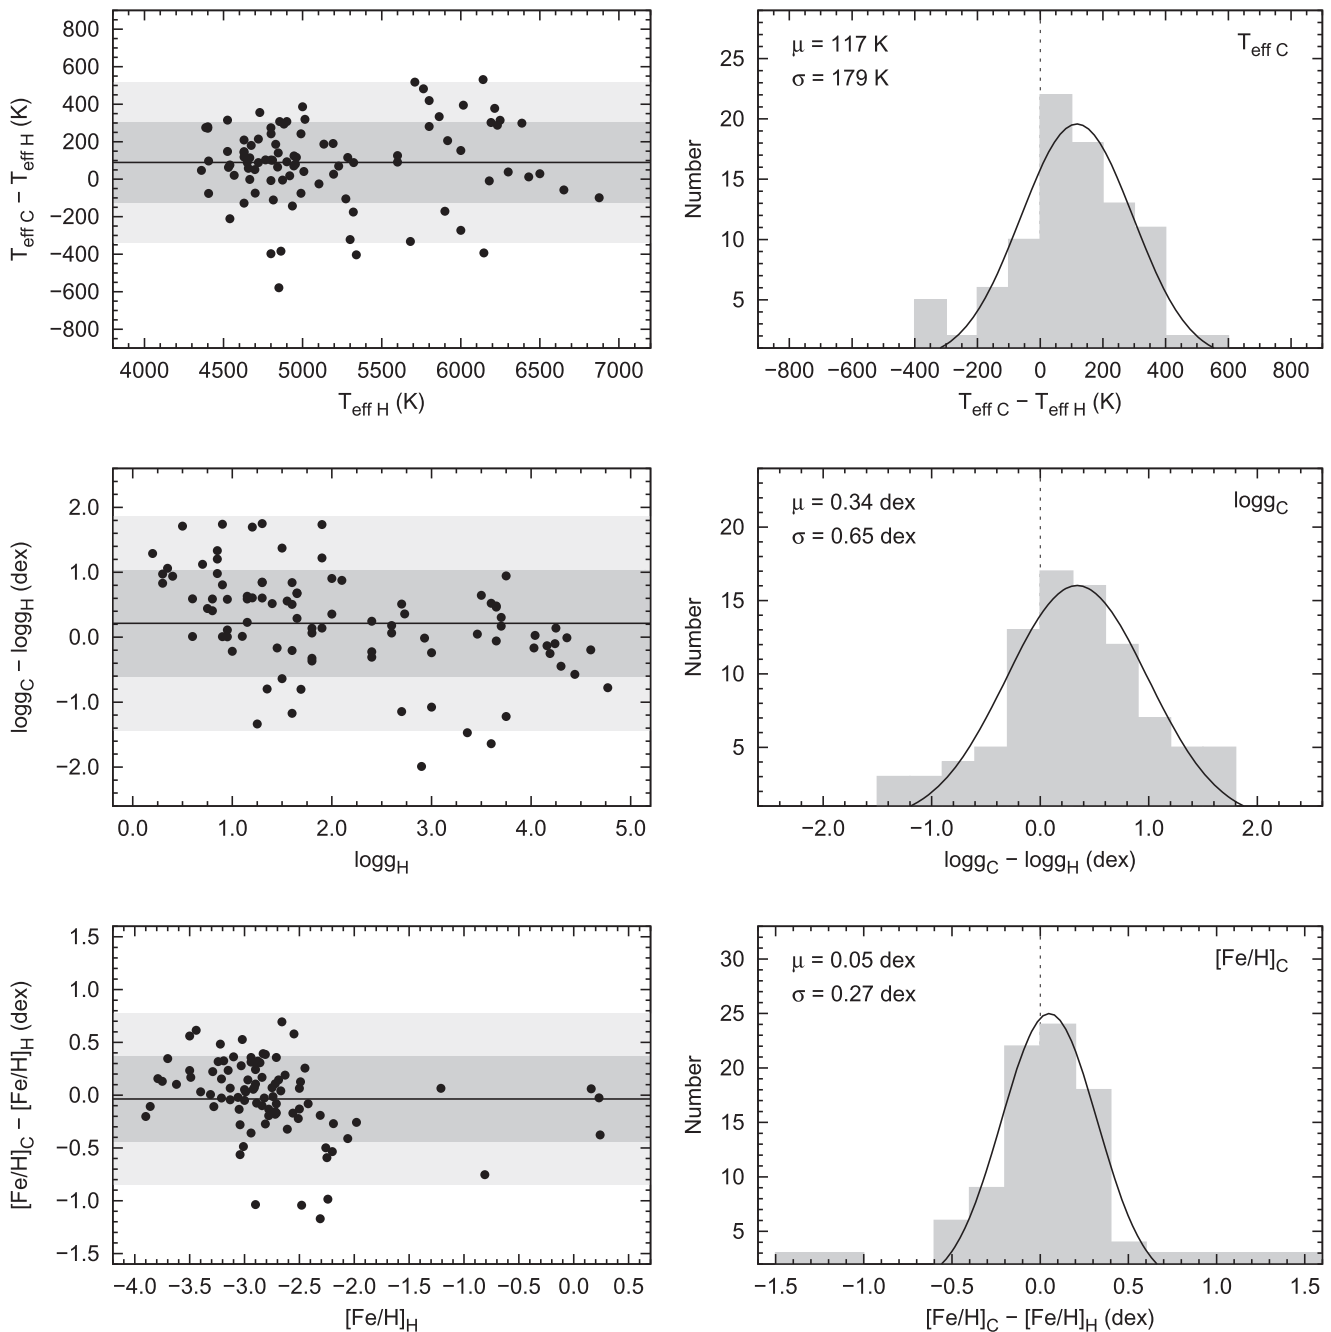 800
600
400
200
0
−200
−400
−600
−800
T_eff C − T_eff H (K)
4000 4500 5000 5500 6000 6500 7000
T_eff H (K)
25
20
15
10
5
Number
μ = 117 K
σ = 179 K
T_eff C
−800 −600 −400 −200 0 200 400 600 800
T_eff C − T_eff H (K)
2.0
1.0
0.0
−1.0
−2.0
logg_C − logg_H (dex)
0.0 1.0 2.0 3.0 4.0 5.0
logg_H
20
15
10
5
Number
μ = 0.34 dex
σ = 0.65 dex
logg_C
−2.0 −1.0 0.0 1.0 2.0
logg_C − logg_H (dex)
1.5
1.0
0.5
0.0
−0.5
−1.0
−1.5
[Fe/H]_C − [Fe/H]_H (dex)
−4.0 −3.5 −3.0 −2.5 −2.0 −1.5 −1.0 −0.5 0.0 0.5
[Fe/H]_H
30
25
20
15
10
5
Number
μ = 0.05 dex
σ = 0.27 dex
[Fe/H]_C
−1.5 −1.0 −0.5 0.0 0.5 1.0 1.5
[Fe/H]_C − [Fe/H]_H (dex)